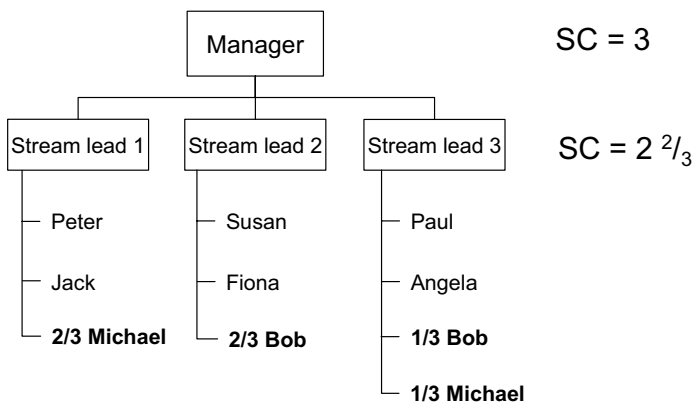 Manager
SC = 3
Stream lead 1
Stream lead 2
Stream lead 3
SC = 2 2/3
Peter
Susan
Paul
Jack
Fiona
Angela
2/3 Michael
2/3 Bob
1/3 Bob
1/3 Michael